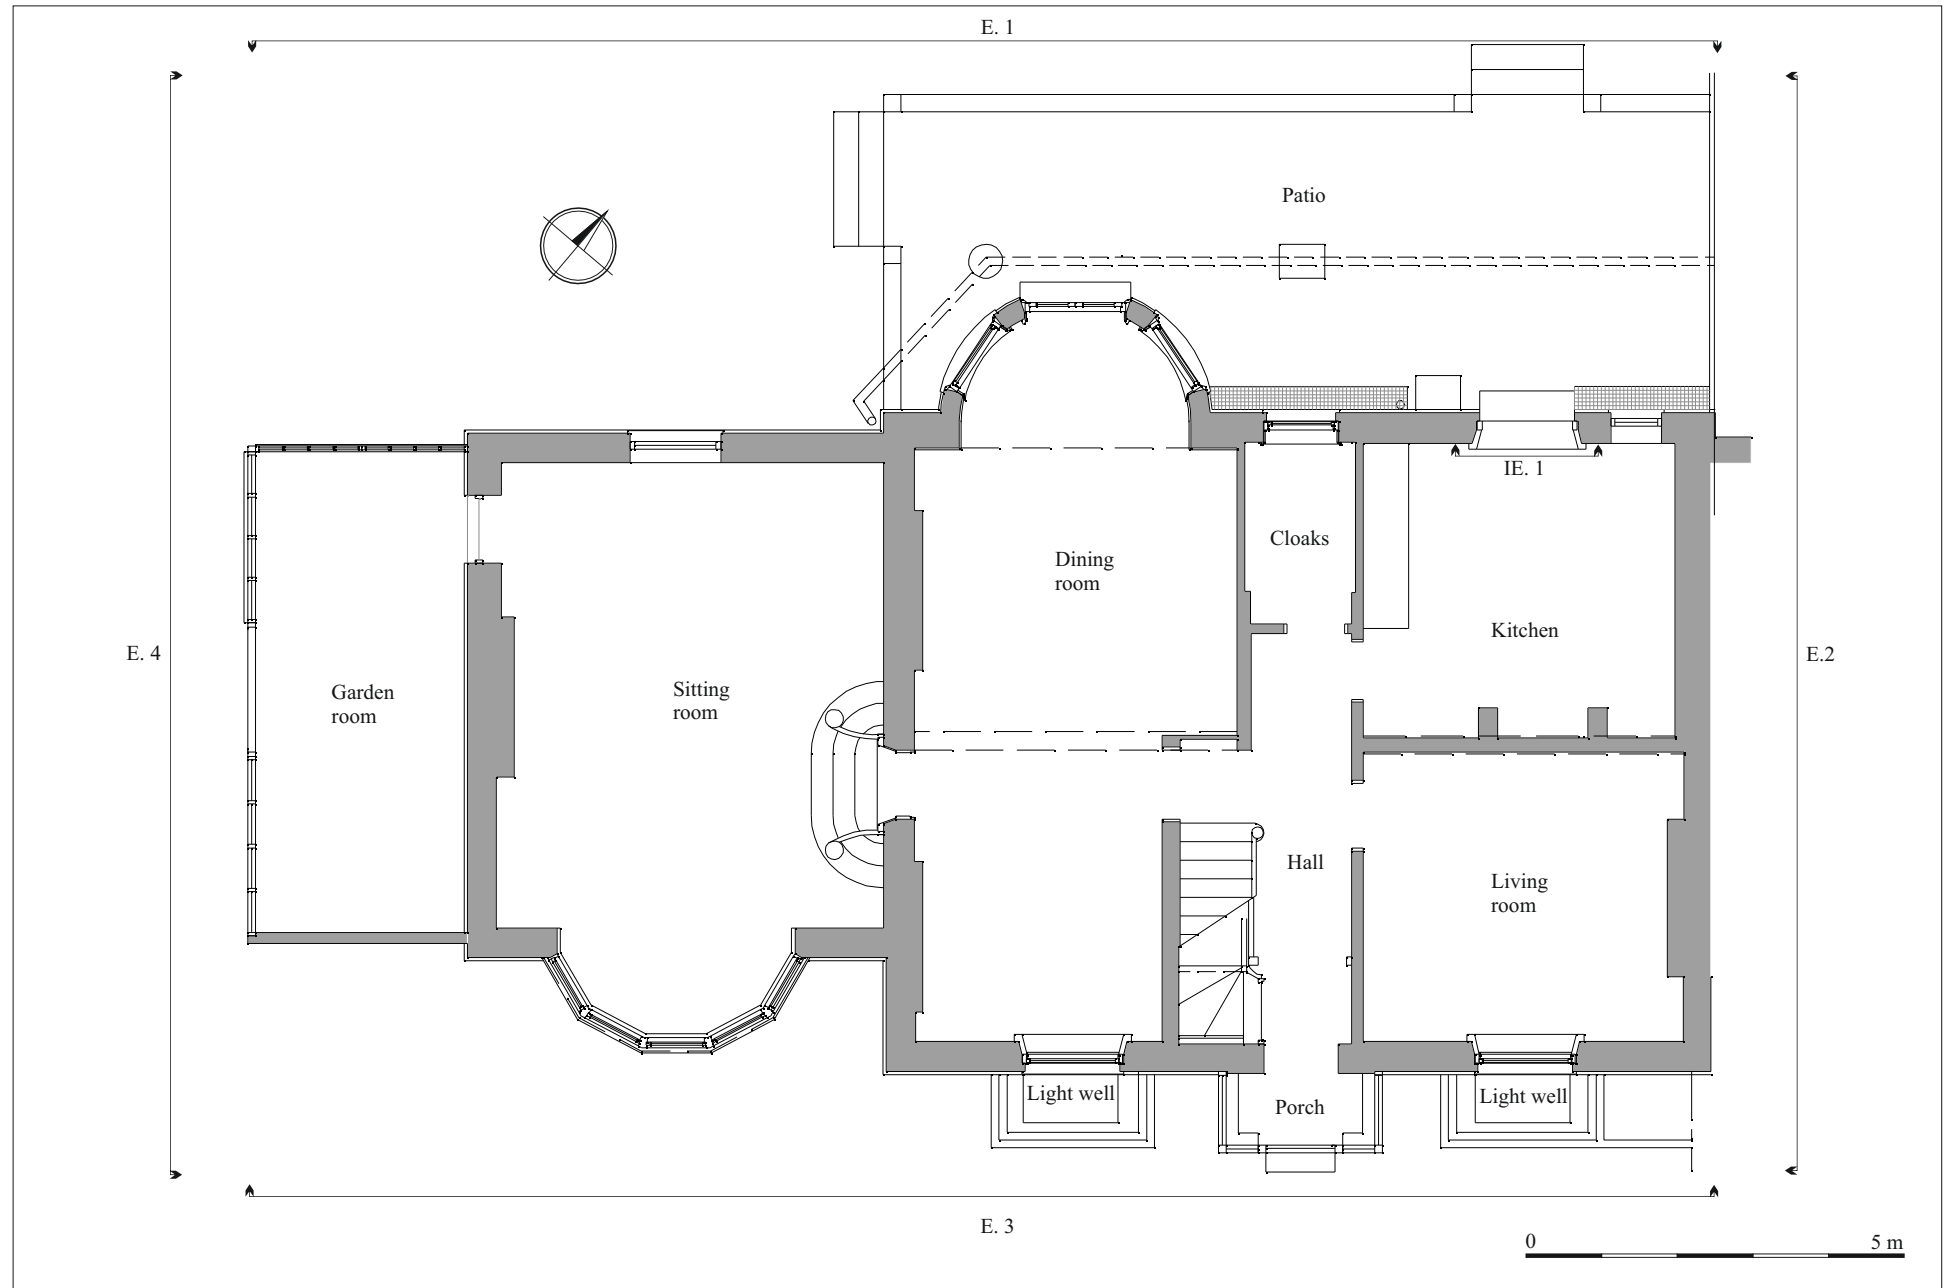 E. 1
Patio
IE. 1
Cloaks
Dining
room
Kitchen
E. 4
E.2
Garden
room
Sitting
room
Hall
Living
room
Light well
Light well
Porch
E. 3
0
5 m